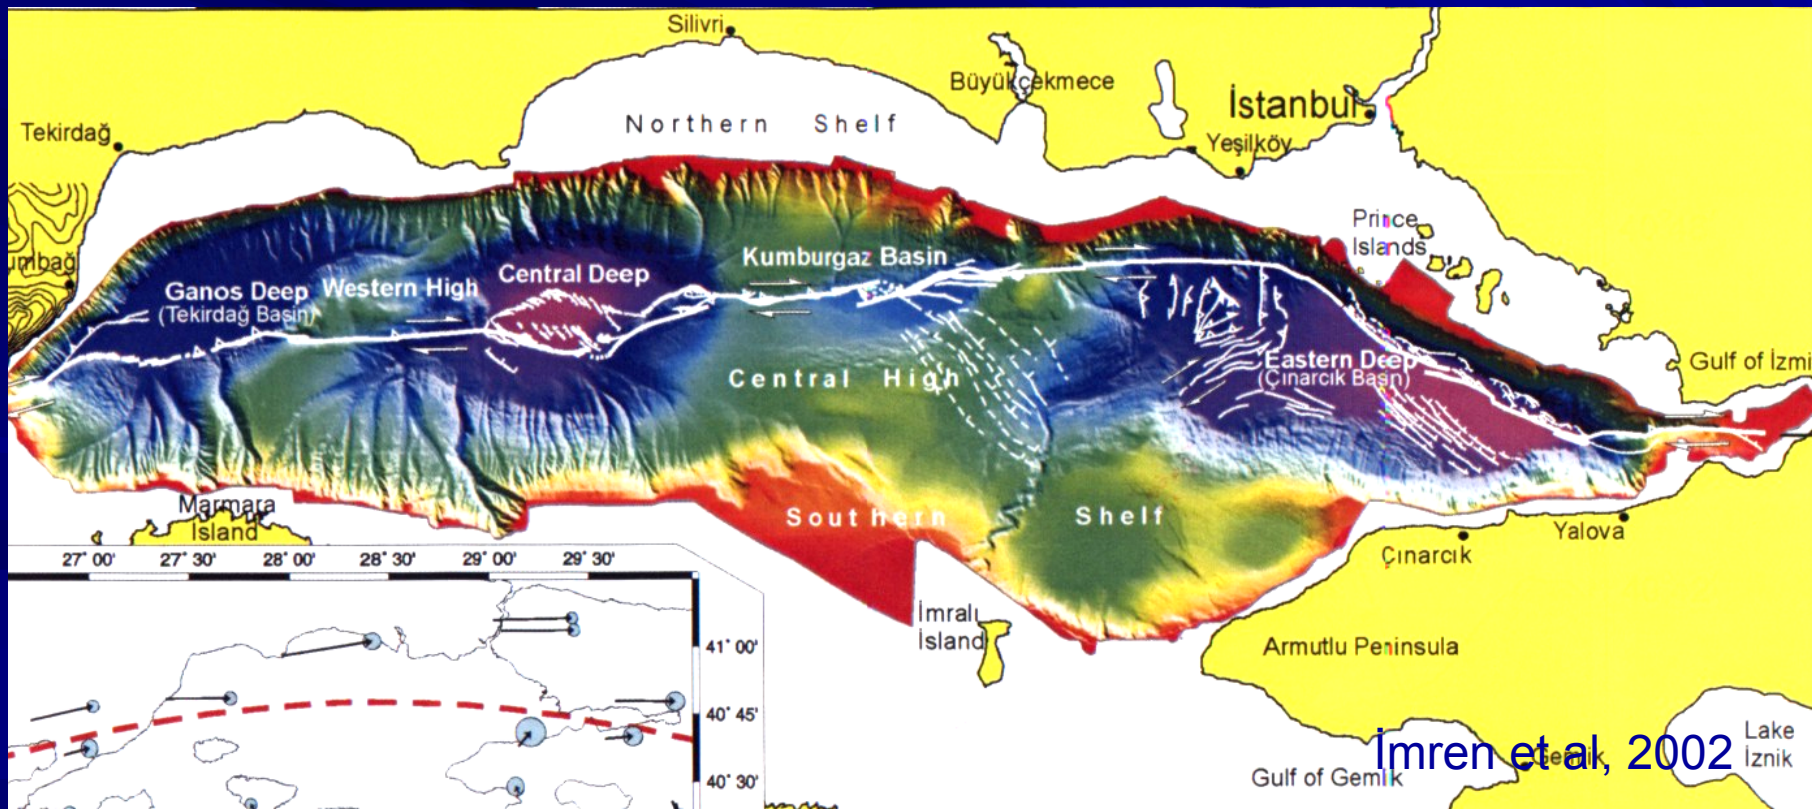 Silivri
Büyükçekmece
İstanbul
Northern Shelf
Tekirdağ
Yeşilköy
Prince
Islands
umbağ
Kumburgaz Basin
Central Deep
Ganos Deep
(Tekirdağ Basin)
Western High
Eastern Deep
(Çınarcık Basin)
Gulf of İzmi
Central High
Marmara
Island
Southern Shelf
Yalova
Çınarcık
27° 00'
27° 30'
28° 00'
28° 30'
29° 00'
29° 30'
İmralı
İsland
41° 00'
Armutlu Peninsula
40° 45'
40° 30'
İmren et al, 2002
Lake
İznik
Gemlik
Gulf of Gemlik